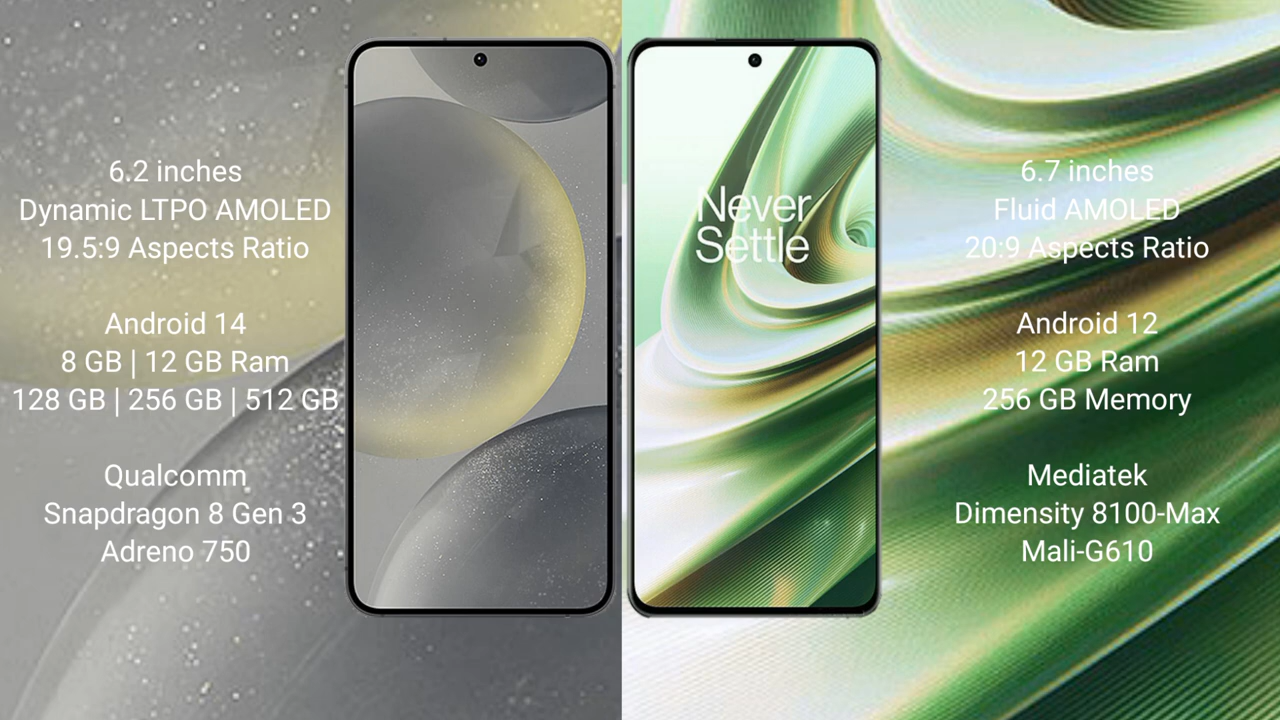 6.2 inches
Dynamic LTPO AMOLED
19.5:9 Aspects Ratio
Android 14
8 GB | 12 GB Ram
128 GB | 256 GB | 512 GB
Qualcomm
Snapdragon 8 Gen 3
Adreno 750
Never
Settle
6.7 inches
Fluid AMOLED
20:9 Aspects Ratio
Android 12
12 GB Ram
256 GB Memory
Mediatek
Dimensity 8100-Max
Mali-G610